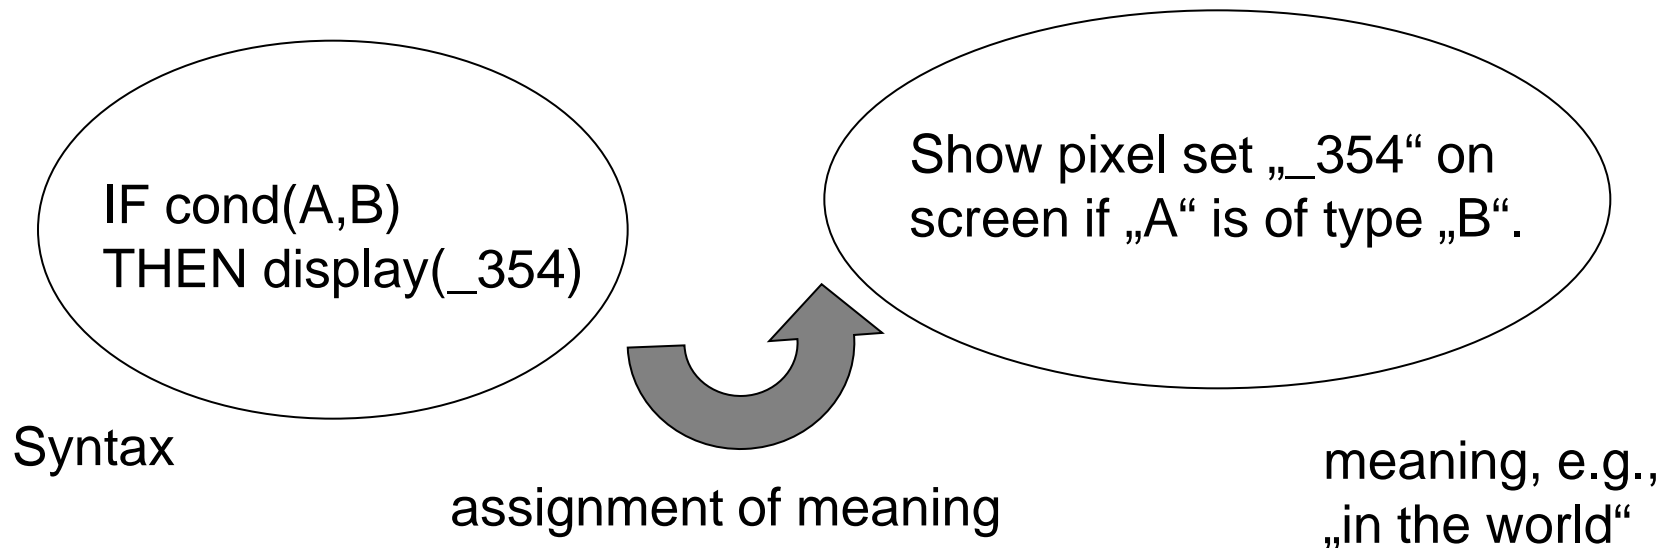 IF cond(A,B)
THEN display(_354)
Show pixel set „_354“ on
screen if „A“ is of type „B“.
Syntax
assignment of meaning
meaning, e.g.,
„in the world“